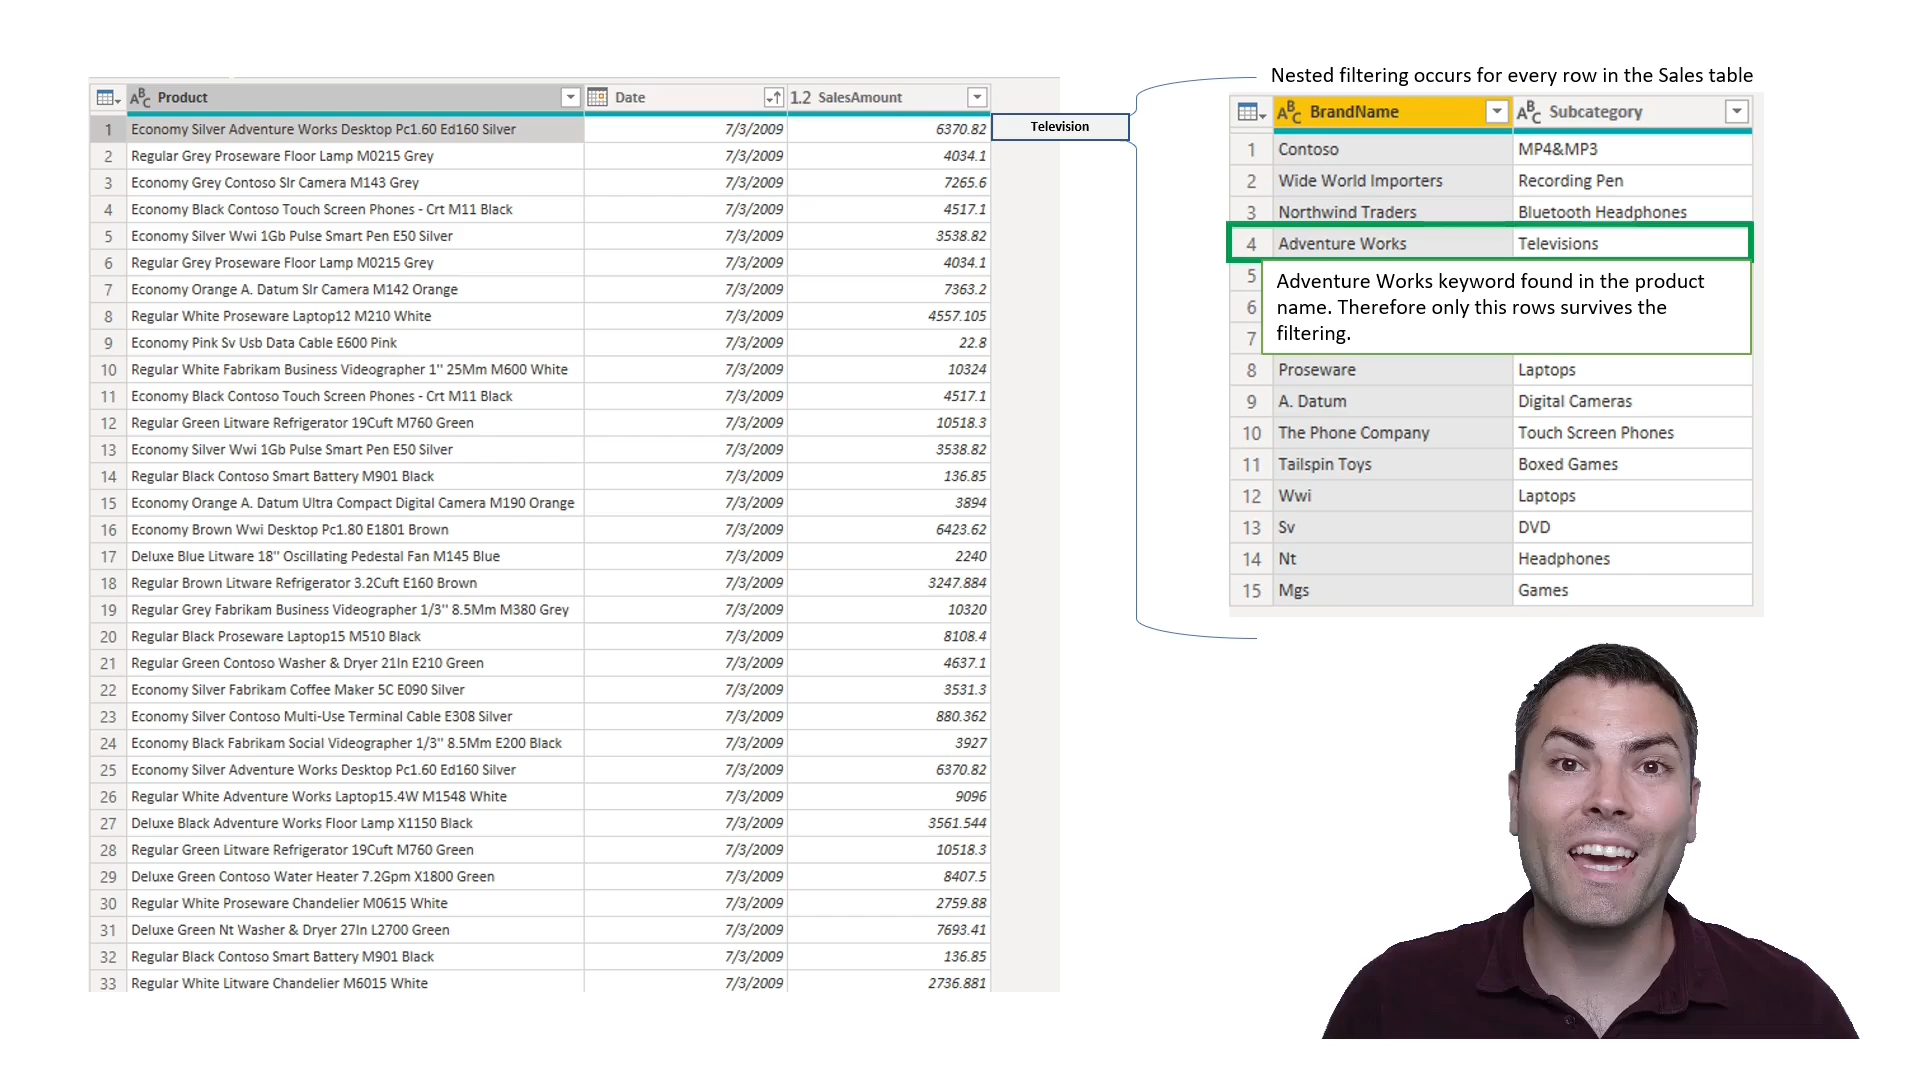 Product Date 1.2 SalesAmount
1 Economy Silver Adventure Works Desktop Pc1.60 Ed160 Silver 7/3/2009 6370.82
2 Regular Grey Proseware Floor Lamp M0215 Grey 7/3/2009 4034.1
3 Economy Grey Contoso Slr Camera M143 Grey 7/3/2009 7265.6
4 Economy Black Contoso Touch Screen Phones - Crt M11 Black 7/3/2009 4517.1
5 Economy Silver Wwi 1Gb Pulse Smart Pen E50 Silver 7/3/2009 3538.82
6 Regular Grey Proseware Floor Lamp M0215 Grey 7/3/2009 4034.1
7 Economy Orange A. Datum Slr Camera M142 Orange 7/3/2009 7363.2
8 Regular White Proseware Laptop12 M210 White 7/3/2009 4557.105
9 Economy Pink Sv Usb Data Cable E600 Pink 7/3/2009 22.8
10 Regular White Fabrikam Business Videographer 1'' 25Mm M600 White 7/3/2009 10324
11 Economy Black Contoso Touch Screen Phones - Crt M11 Black 7/3/2009 4517.1
12 Regular Green Litware Refrigerator 19Cuft M760 Green 7/3/2009 10518.3
13 Economy Silver Wwi 1Gb Pulse Smart Pen E50 Silver 7/3/2009 3538.82
14 Regular Black Contoso Smart Battery M901 Black 7/3/2009 136.85
15 Economy Orange A. Datum Ultra Compact Digital Camera M190 Orange 7/3/2009 3894
16 Economy Brown Wwi Desktop Pc1.80 E1801 Brown 7/3/2009 6423.62
17 Deluxe Blue Litware 18'' Oscillating Pedestal Fan M145 Blue 7/3/2009 2240
18 Regular Brown Litware Refrigerator 3.2Cuft E160 Brown 7/3/2009 3247.884
19 Regular Grey Fabrikam Business Videographer 1/3'' 8.5Mm M380 Grey 7/3/2009 10320
20 Regular Black Proseware Laptop15 M510 Black 7/3/2009 8108.4
21 Regular Green Contoso Washer & Dryer 21In E210 Green 7/3/2009 4637.1
22 Economy Silver Fabrikam Coffee Maker 5C E090 Silver 7/3/2009 3531.3
23 Economy Silver Contoso Multi-Use Terminal Cable E308 Silver 7/3/2009 880.362
24 Economy Black Fabrikam Social Videographer 1/3'' 8.5Mm E200 Black 7/3/2009 3927
25 Economy Silver Adventure Works Desktop Pc1.60 Ed160 Silver 7/3/2009 6370.82
26 Regular White Adventure Works Laptop15.4W M1548 White 7/3/2009 9096
27 Deluxe Black Adventure Works Floor Lamp X1150 Black 7/3/2009 3561.544
28 Regular Green Litware Refrigerator 19Cuft M760 Green 7/3/2009 10518.3
29 Deluxe Green Contoso Water Heater 7.2Gpm X1800 Green 7/3/2009 8407.5
30 Regular White Proseware Chandelier M0615 White 7/3/2009 2759.88
31 Deluxe Green Nt Washer & Dryer 27In L2700 Green 7/3/2009 7693.41
32 Regular Black Contoso Smart Battery M901 Black 7/3/2009 136.85
33 Regular White Litware Chandelier M6015 White 7/3/2009 2736.881
Television
Nested filtering occurs for every row in the Sales table
ABC BrandName ABC Subcategory
1 Contoso MP4&MP3
2 Wide World Importers Recording Pen
3 Northwind Traders Bluetooth Headphones
4 Adventure Works Televisions
5
6
7
Adventure Works keyword found in the product
name. Therefore only this rows survives the
filtering.
8 Proseware Laptops
9 A. Datum Digital Cameras
10 The Phone Company Touch Screen Phones
11 Tailspin Toys Boxed Games
12 Wwi Laptops
13 Sv DVD
14 Nt Headphones
15 Mgs Games